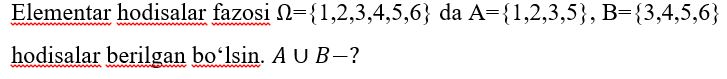 Elementar hodisalar fazosi Ω={1,2,3,4,5,6} da A={1,2,3,5}, B={3,4,5,6}
hodisalar berilgan bo‘lsin. A ∪ B−?